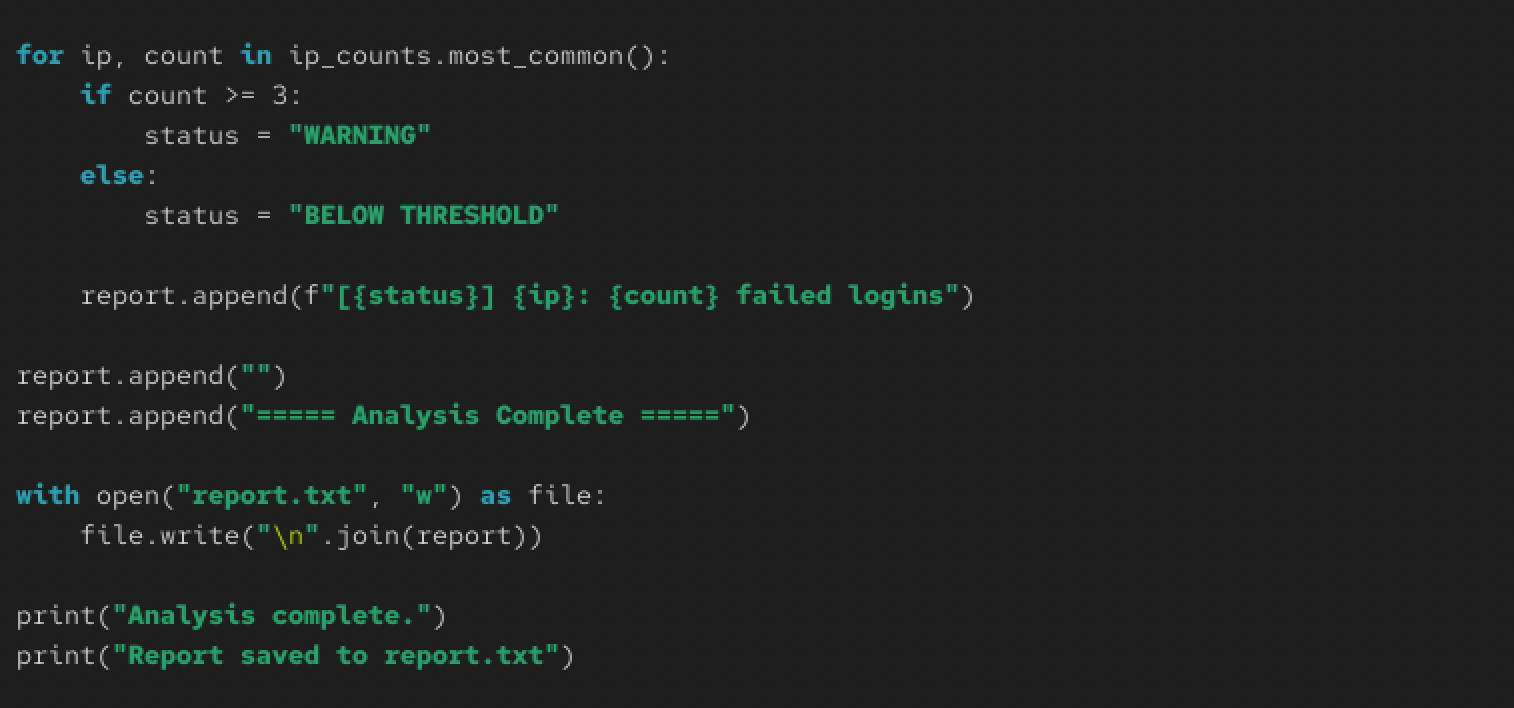 for ip, count in ip_counts.most_common():
    if count >= 3:
        status = "WARNING"
    else:
        status = "BELOW THRESHOLD"

    report.append(f"[{status}] {ip}: {count} failed logins")

report.append("")
report.append("===== Analysis Complete =====")

with open("report.txt", "w") as file:
    file.write("\n".join(report))

print("Analysis complete.")
print("Report saved to report.txt")